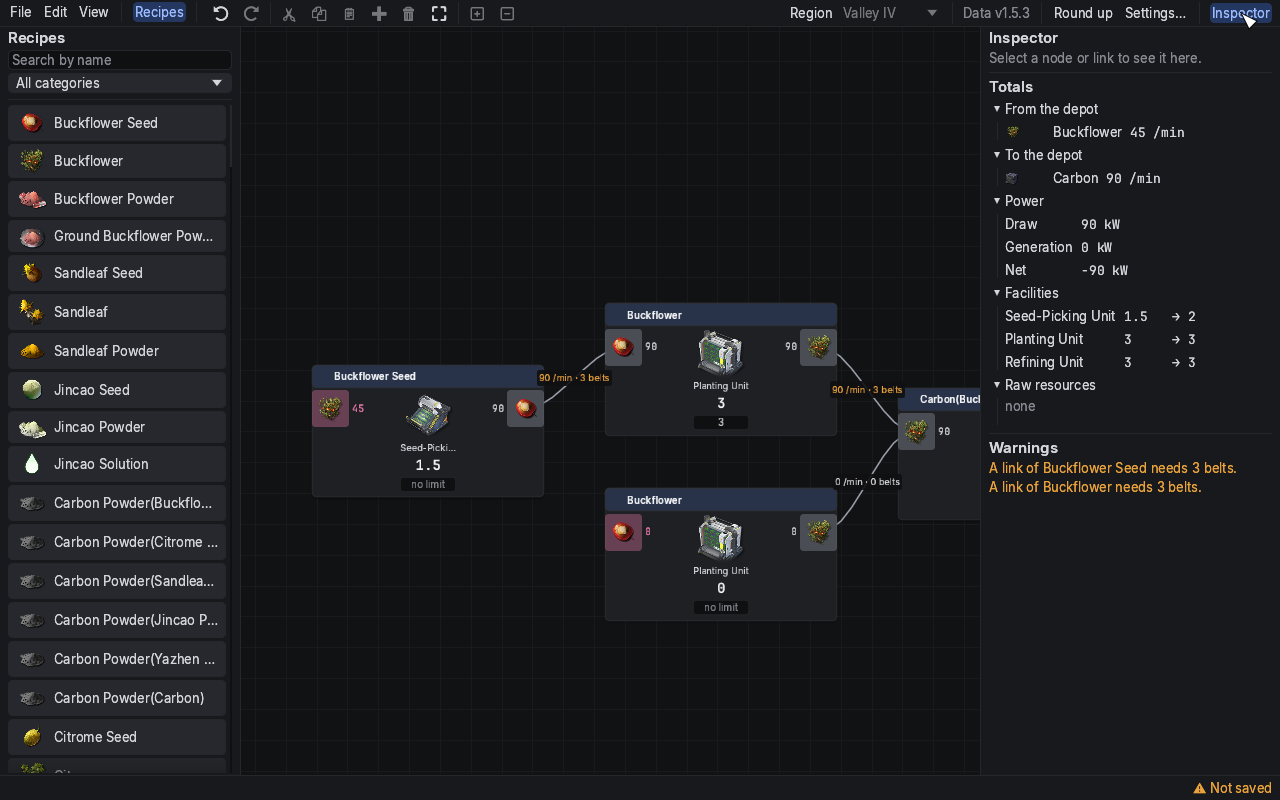 File Edit View Recipes Region Valley IV Data v1.5.3 Round up Settings... Inspector
Recipes
Search by name
All categories
Buckflower Seed
Buckflower
Buckflower Powder
Ground Buckflower Pow...
Sandleaf Seed
Sandleaf
Sandleaf Powder
Jincao Seed
Jincao Powder
Jincao Solution
Carbon Powder(Buckflo...
Carbon Powder(Citrome ...
Carbon Powder(Sandlea...
Carbon Powder(Jincao P...
Carbon Powder(Yazhen ...
Carbon Powder(Carbon)
Citrome Seed
Buckflower Seed
45
90
Seed-Picki...
1.5
no limit
90 /min · 3 belts
Buckflower
90
90
Planting Unit
3
3
90 /min · 3 belts
Buckflower
0
0
Planting Unit
0
no limit
0 /min · 0 belts
Carbon(Buckl
90
Inspector
Select a node or link to see it here.
Totals
From the depot
Buckflower 45 /min
To the depot
Carbon 90 /min
Power
Draw 90 kW
Generation 0 kW
Net -90 kW
Facilities
Seed-Picking Unit 1.5 → 2
Planting Unit 3 → 3
Refining Unit 3 → 3
Raw resources
none
Warnings
A link of Buckflower Seed needs 3 belts.
A link of Buckflower needs 3 belts.
Not saved